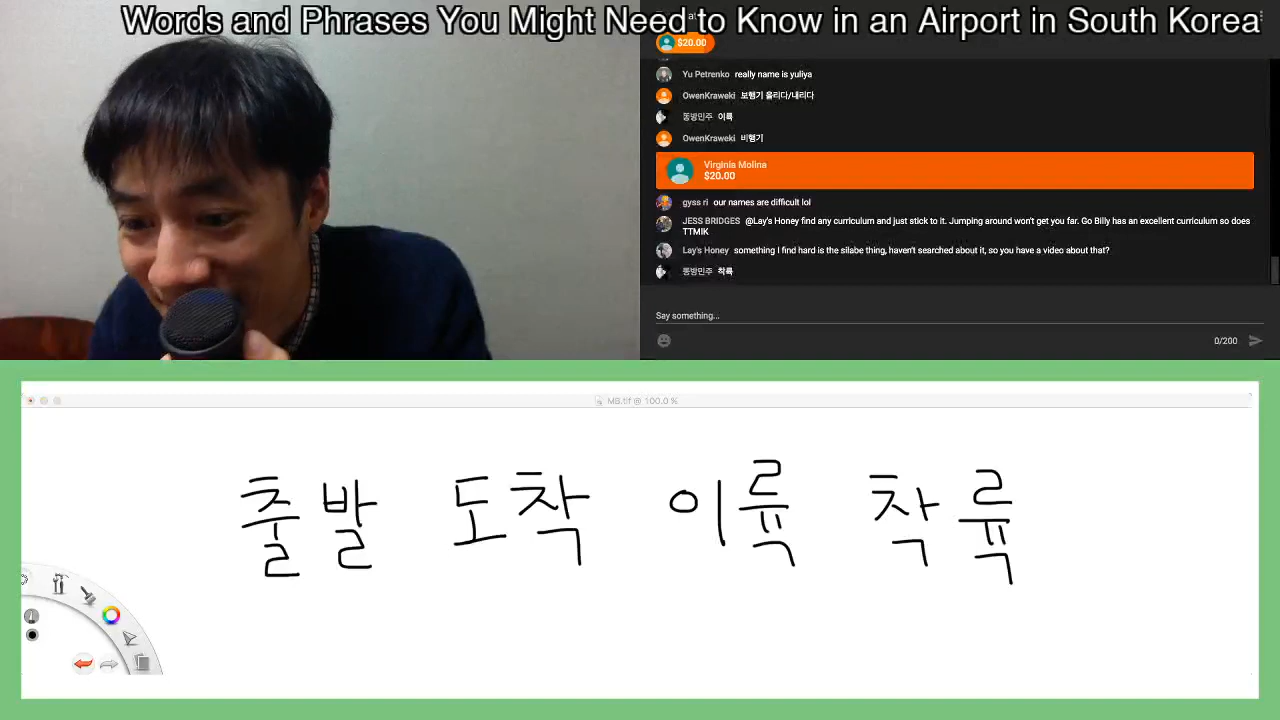 Words and Phrases You Might Need to Know in an Airport in South Korea
$20.00
Yu Petrenko really name is yuliya
OwenKraweki 보행기 올리다/내리다
똥방민주 이륙
OwenKraweki 비행기
Virginia Molina
$20.00
gyss ri our names are difficult lol
JESS BRIDGES @Lay's Honey find any curriculum and just stick to it. Jumping around won't get you far. Go Billy has an excellent curriculum so does
TTMIK
Lay's Honey something I find hard is the silabe thing, haven't searched about it, so you have a video about that?
똥방민주 착륙
Say something...
0/200
MB.tif @ 100.0 %
출발 도착 이륙 착륙